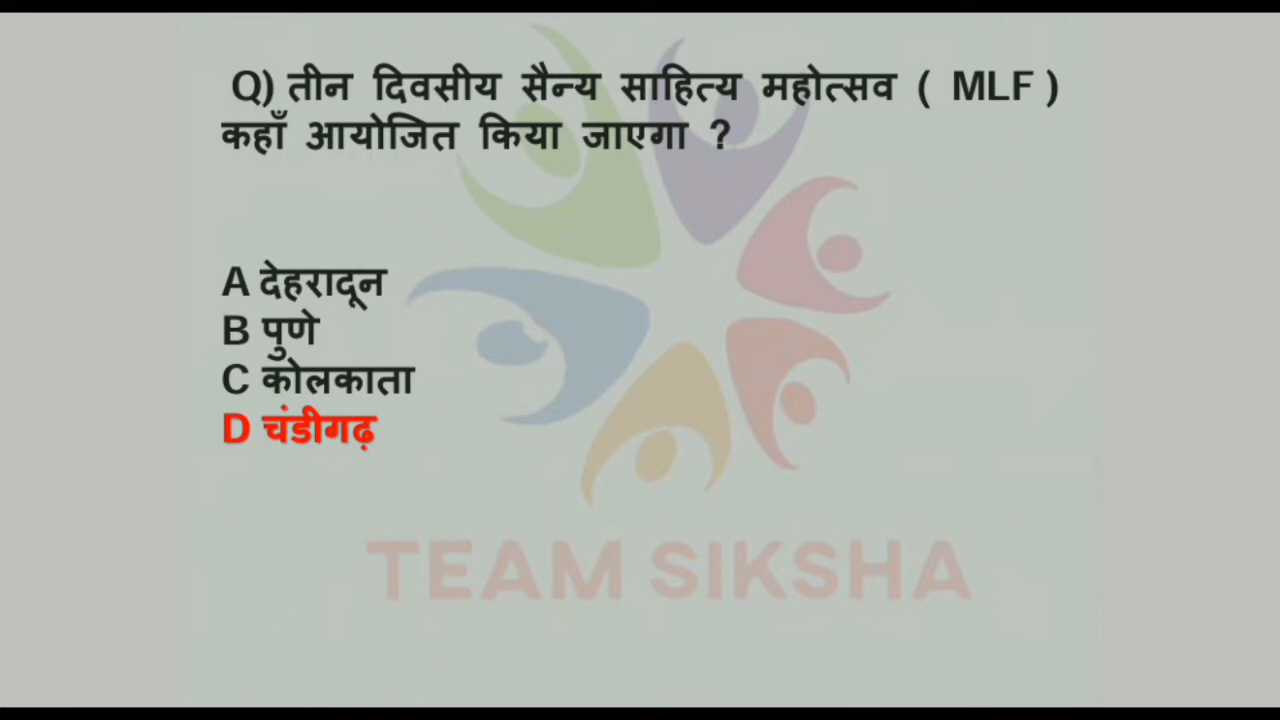 Q) तीन दिवसीय सैन्य साहित्य महोत्सव ( MLF )
कहाँ आयोजित किया जाएगा ?
A देहरादून
B पुणे
C कोलकाता
D चंडीगढ़
TEAM SIKSHA